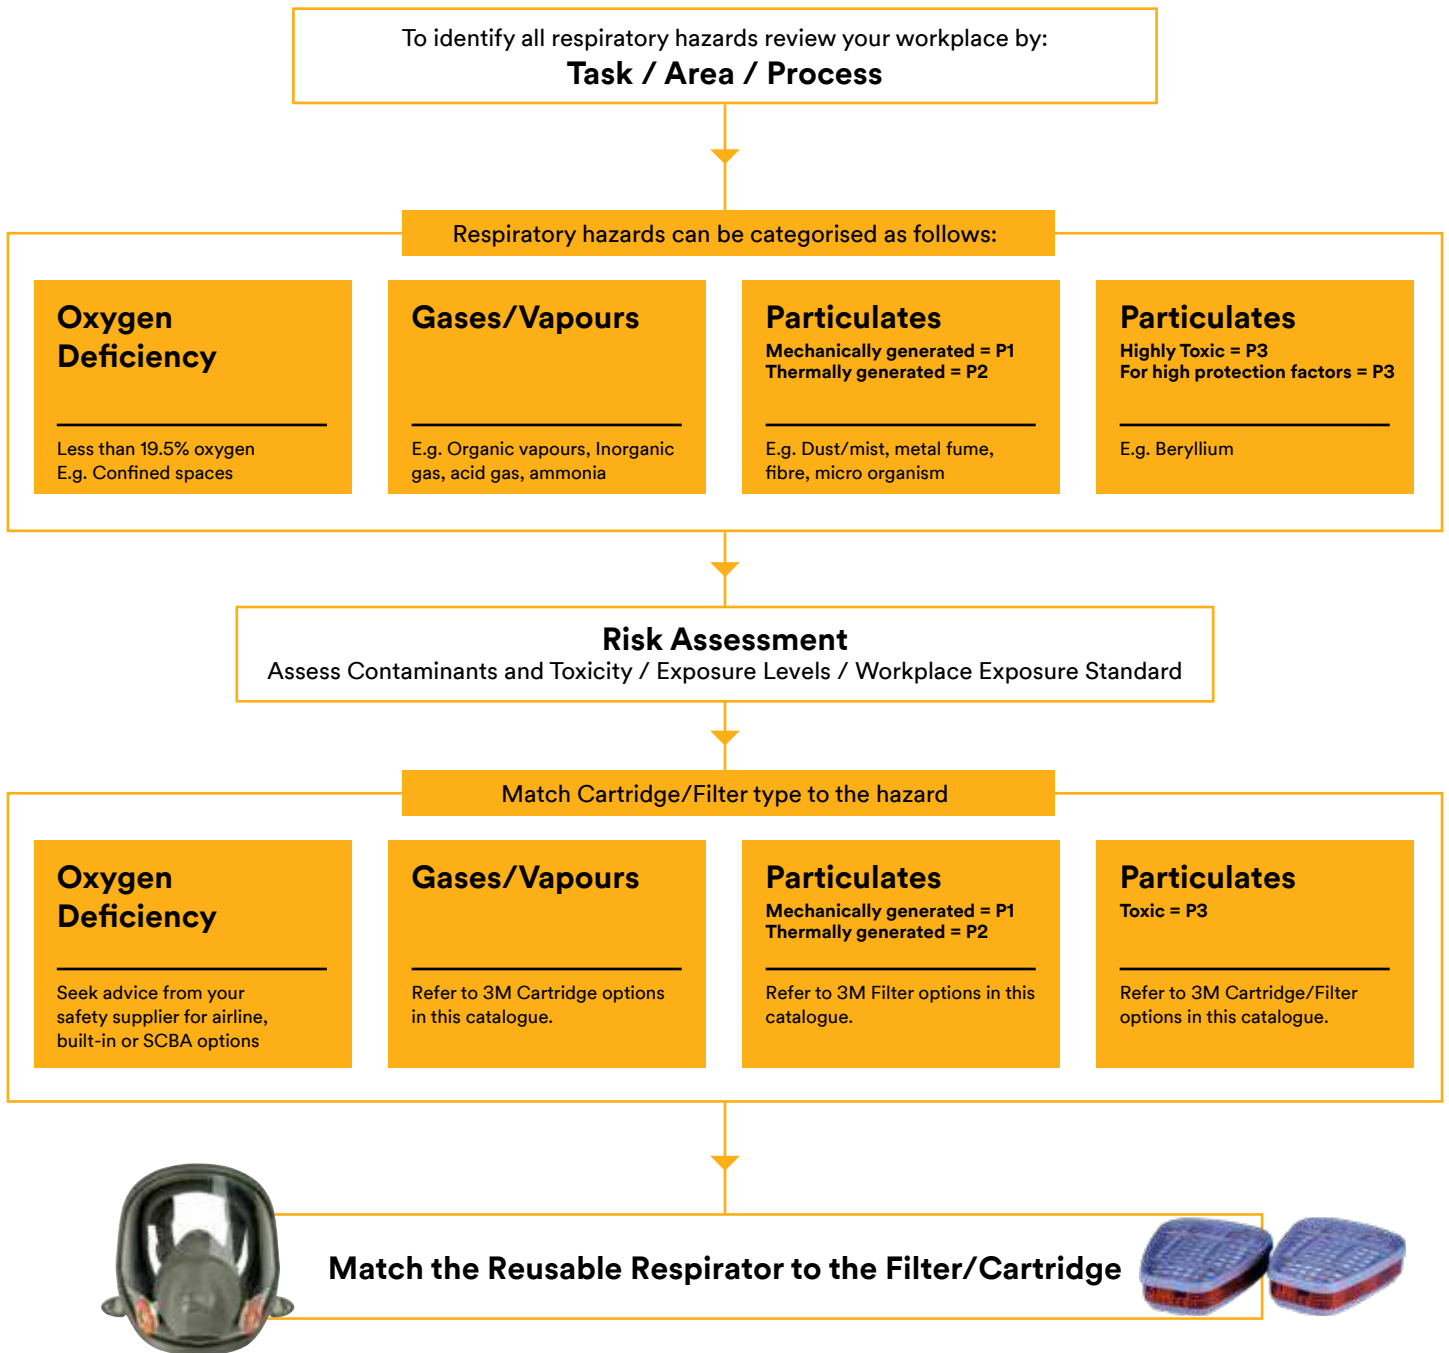 To identify all respiratory hazards review your workplace by:
Task / Area / Process
Respiratory hazards can be categorised as follows:
Oxygen
Deficiency
Less than 19.5% oxygen
E.g. Confined spaces
Gases/Vapours
E.g. Organic vapours, Inorganic
gas, acid gas, ammonia
Particulates
Mechanically generated = P1
Thermally generated = P2
E.g. Dust/mist, metal fume,
fibre, micro organism
Particulates
Highly Toxic = P3
For high protection factors = P3
E.g. Beryllium
Risk Assessment
Assess Contaminants and Toxicity / Exposure Levels / Workplace Exposure Standard
Match Cartridge/Filter type to the hazard
Oxygen
Deficiency
Seek advice from your
safety supplier for airline,
built-in or SCBA options
Gases/Vapours
Refer to 3M Cartridge options
in this catalogue.
Particulates
Mechanically generated = P1
Thermally generated = P2
Refer to 3M Filter options in this
catalogue.
Particulates
Toxic = P3
Refer to 3M Cartridge/Filter
options in this catalogue.
Match the Reusable Respirator to the Filter/Cartridge